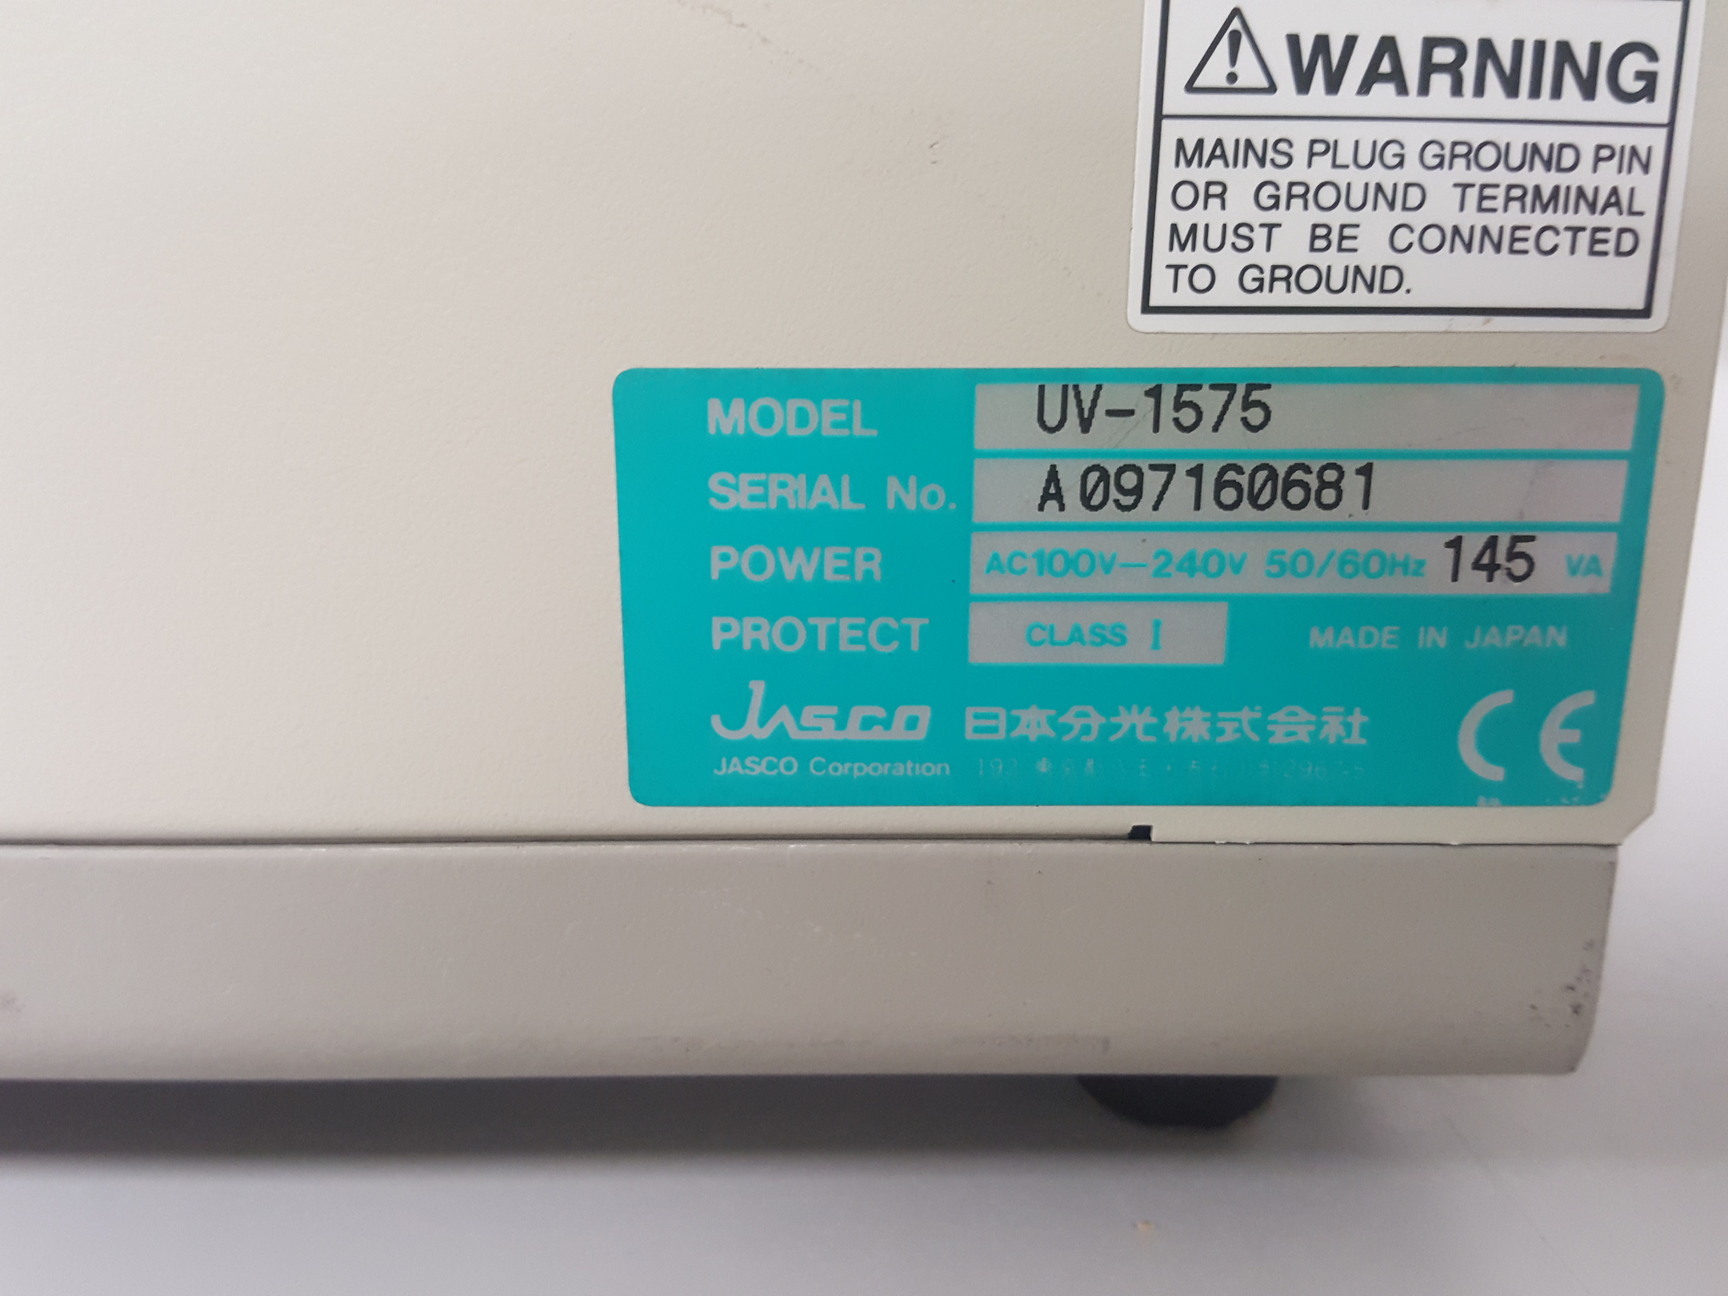 WARNING
MAINS PLUG GROUND PIN
OR GROUND TERMINAL
MUST BE CONNECTED
TO GROUND.
MODEL UV-1575
SERIAL No. A097160681
POWER AC100V-240V 50/60Hz 145 VA
PROTECT CLASS I MADE IN JAPAN
JASCO 日本分光株式会社 CE
JASCO Corporation